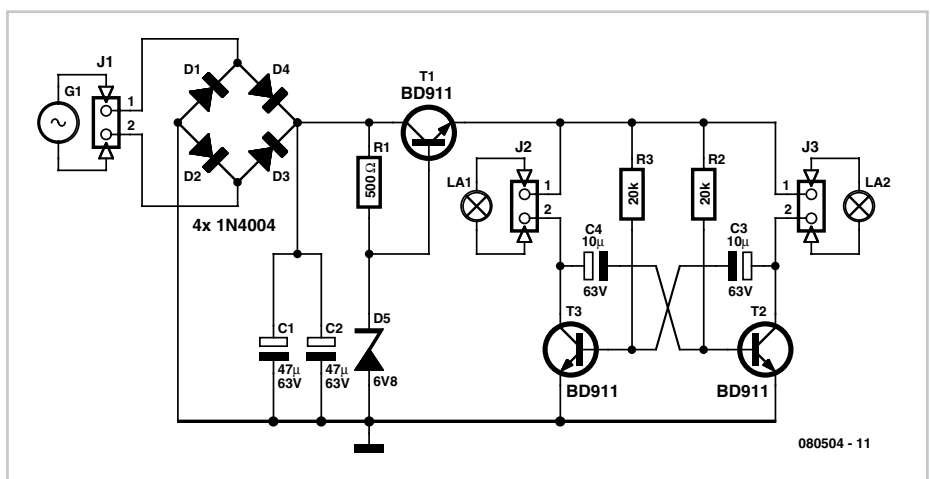 J1
G1
~
1
2
D1
D4
D2
D3
4x 1N4004
C1
47µ
63V
C2
47µ
63V
R1
500Ω
D5
6V8
T1
BD911
J2
LA1
1
2
C4
10µ
63V
R3
20k
R2
20k
C3
10µ
63V
J3
1
2
LA2
T3
BD911
T2
BD911
080504 - 11